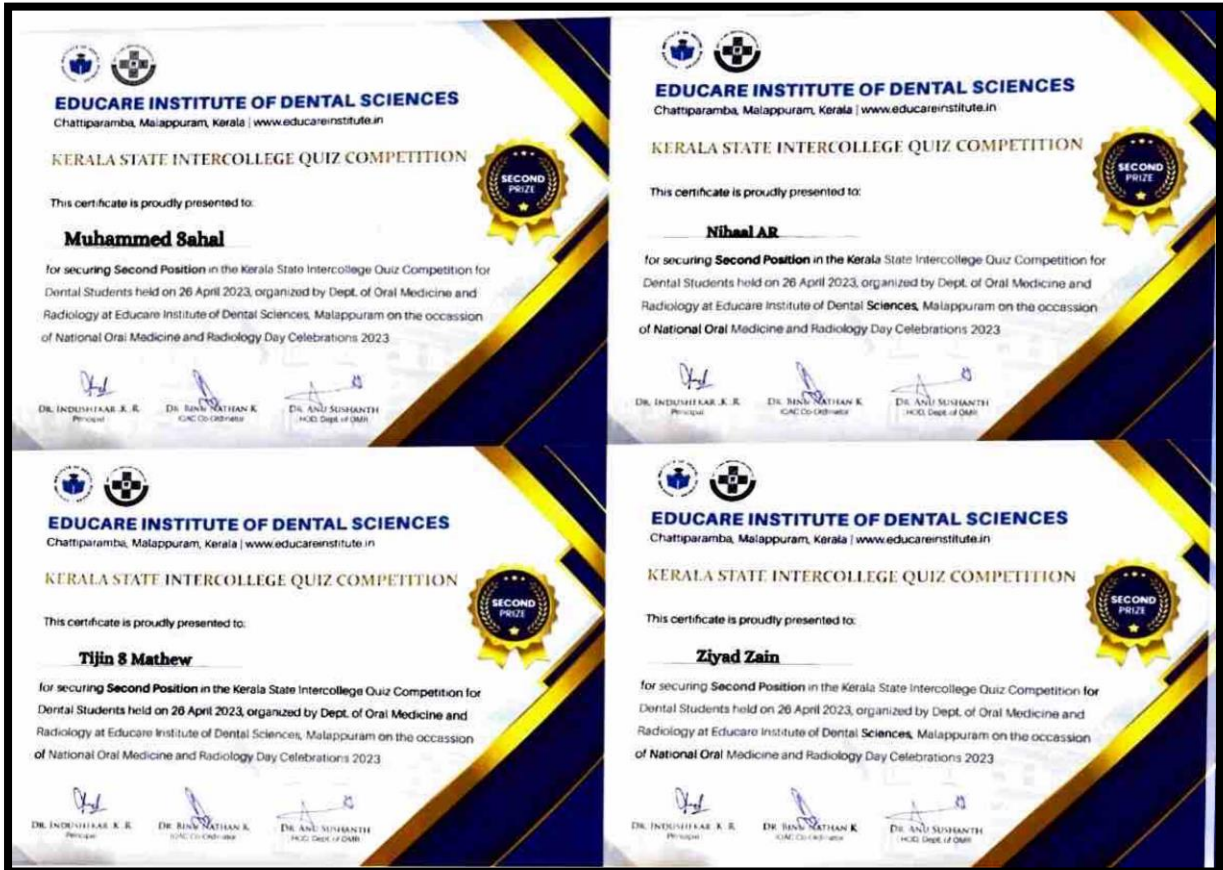 EDUCARE INSTITUTE OF DENTAL SCIENCES
Chattiparamba, Malappuram, Kerala | www.educareinstitute.in
KERALA STATE INTERCOLLEGE QUIZ COMPETITION
SECOND
PRIZE
This certificate is proudly presented to:
Muhammed Sahal
for securing Second Position in the Kerala State Intercollege Quiz Competition for
Dental Students held on 26 April 2023, organized by Dept. of Oral Medicine and
Radiology at Educare Institute of Dental Sciences, Malappuram on the occassion
of National Oral Medicine and Radiology Day Celebrations 2023
DR. INDUSHEKAR .K .R. DR BINU NATHAN K DR. ANU SUSHANTH
Principal IQAC Co-Ordinator HOD, Dept. of OMR
EDUCARE INSTITUTE OF DENTAL SCIENCES
Chattiparamba, Malappuram, Kerala | www.educareinstitute.in
KERALA STATE INTERCOLLEGE QUIZ COMPETITION
SECOND
PRIZE
This certificate is proudly presented to:
Nihaal AR
for securing Second Position in the Kerala State Intercollege Quiz Competition for
Dental Students held on 26 April 2023, organized by Dept. of Oral Medicine and
Radiology at Educare Institute of Dental Sciences, Malappuram on the occassion
of National Oral Medicine and Radiology Day Celebrations 2023
DR. INDUSHEKAR .K .R. DR BINU NATHAN K DR. ANU SUSHANTH
Principal IQAC Co-Ordinator HOD, Dept. of OMR
EDUCARE INSTITUTE OF DENTAL SCIENCES
Chattiparamba, Malappuram, Kerala | www.educareinstitute.in
KERALA STATE INTERCOLLEGE QUIZ COMPETITION
SECOND
PRIZE
This certificate is proudly presented to:
Tijin S Mathew
for securing Second Position in the Kerala State Intercollege Quiz Competition for
Dental Students held on 26 April 2023, organized by Dept. of Oral Medicine and
Radiology at Educare Institute of Dental Sciences, Malappuram on the occassion
of National Oral Medicine and Radiology Day Celebrations 2023
DR. INDUSHEKAR .K .R. DR BINU NATHAN K DR. ANU SUSHANTH
Principal IQAC Co-Ordinator HOD, Dept. of OMR
EDUCARE INSTITUTE OF DENTAL SCIENCES
Chattiparamba, Malappuram, Kerala | www.educareinstitute.in
KERALA STATE INTERCOLLEGE QUIZ COMPETITION
SECOND
PRIZE
This certificate is proudly presented to:
Ziyad Zain
for securing Second Position in the Kerala State Intercollege Quiz Competition for
Dental Students held on 26 April 2023, organized by Dept. of Oral Medicine and
Radiology at Educare Institute of Dental Sciences, Malappuram on the occassion
of National Oral Medicine and Radiology Day Celebrations 2023
DR. INDUSHEKAR .K .R. DR BINU NATHAN K DR. ANU SUSHANTH
Principal IQAC Co-Ordinator HOD, Dept. of OMR